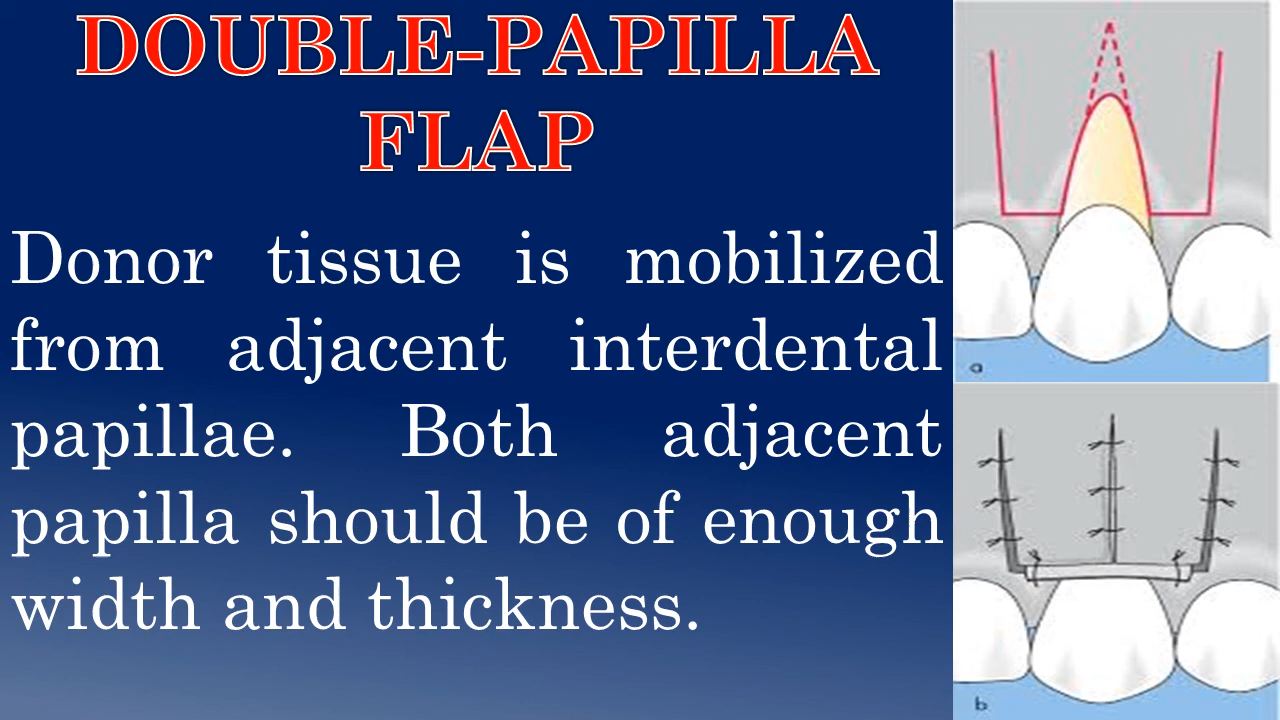 DOUBLE-PAPILLA
FLAP
Donor tissue is mobilized
from adjacent interdental
papillae. Both adjacent
papilla should be of enough
width and thickness.
a
b